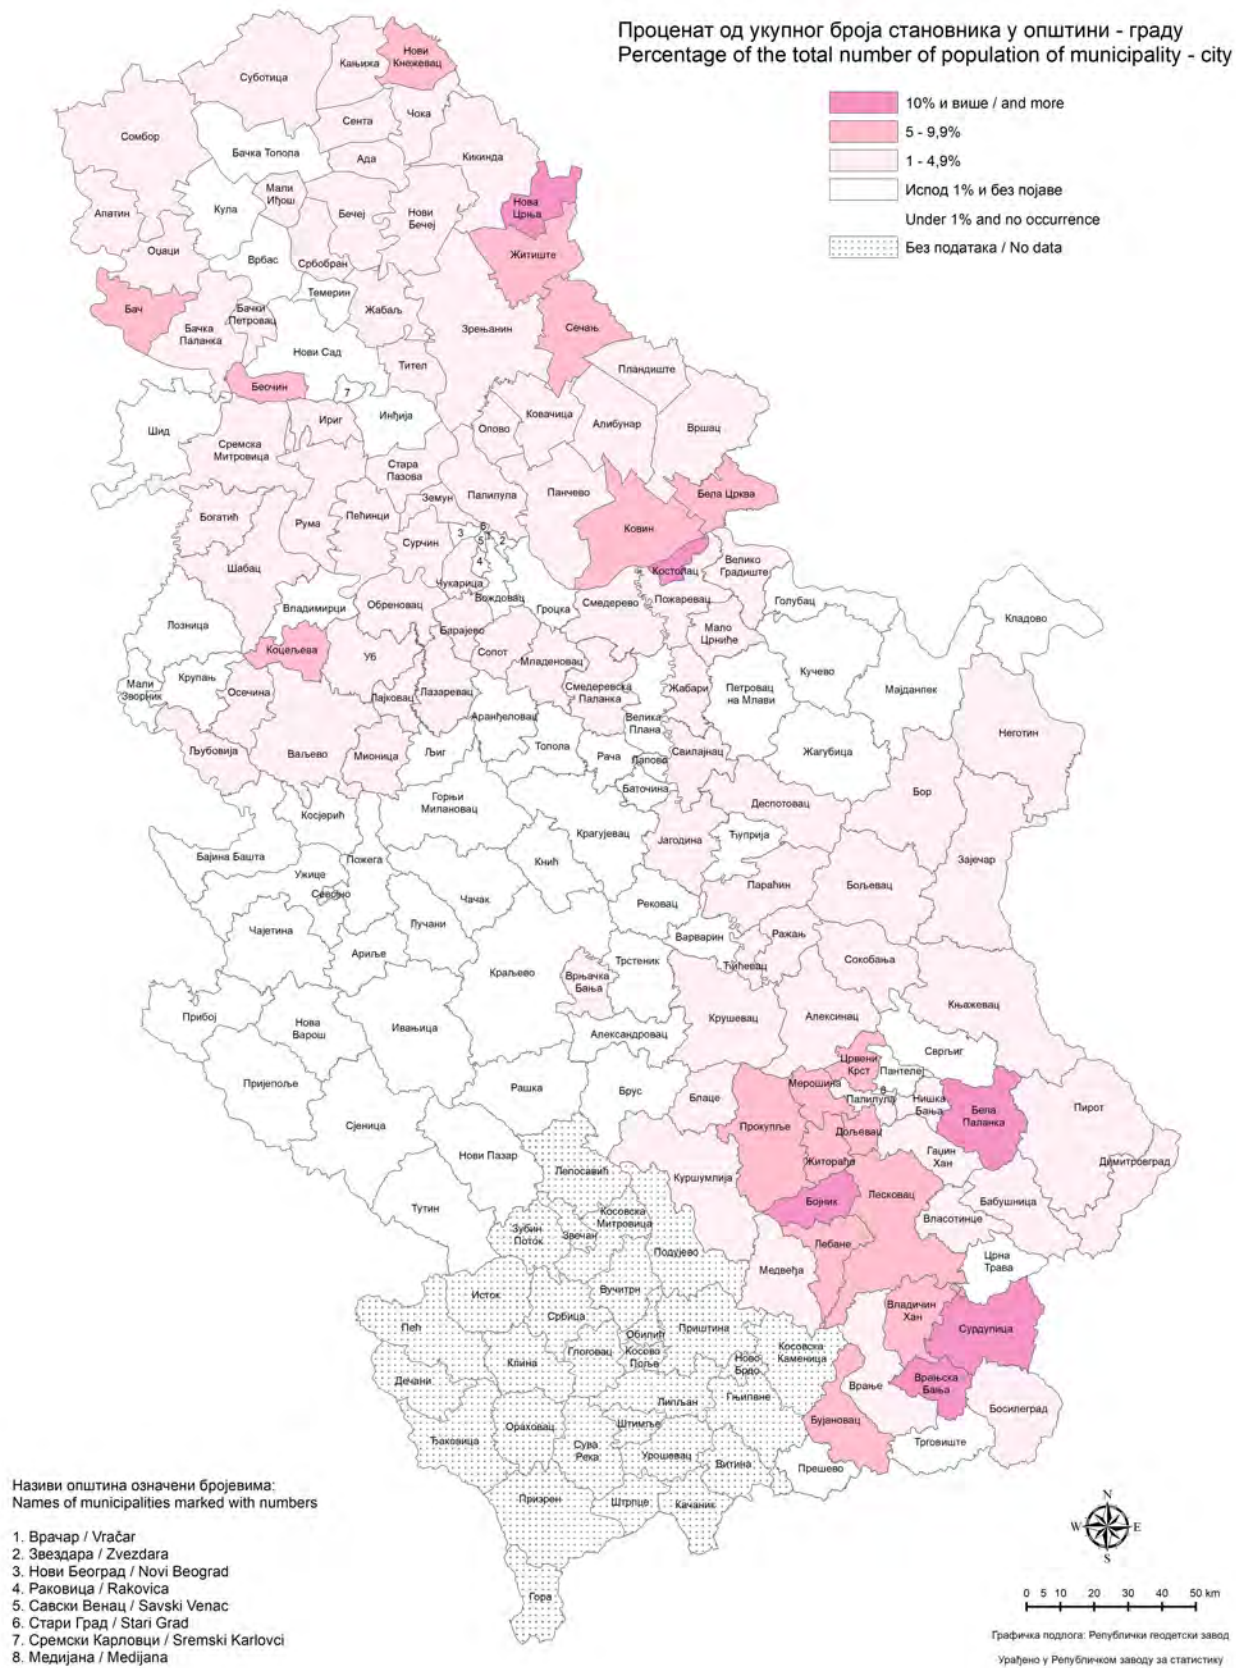 Проценат од укупног броја становника у општини - граду
Percentage of the total number of population of municipality - city
10% и више / and more
5 - 9,9%
1 - 4,9%
Испод 1% и без појаве
Under 1% and no occurrence
Без података / No data
Нови
Кнежевац
Кањижа
Суботица
Чока
Сента
Сомбор
Бачка Топола
Ада
Кикинда
Мали
Иђош
Нова
Црња
Апатин
Кула
Бечеј
Нови
Бечеј
Оџаци
Житиште
Врбас
Србобран
Темерин
Бач
Бачки
Петровац
Жабаљ
Бачка
Паланка
Зрењанин
Сечањ
Нови Сад
Тител
Пландиште
Беочин
7
Шид
Ириг
Инђија
Опово
Ковачица
Алибунар
Вршац
Сремска
Митровица
Стара
Пазова
Земун
Палилула
Панчево
Бела Црква
Богатић
Рума
Пећинци
Ковин
6
3
5
1
2
Сурчин
4
Шабац
Чукарица
Костолац
Велико
Градиште
Владимирци
Обреновац
Вождовац
Гроцка
Смедерево
Пожаревац
Голубац
Кладово
Лозница
Барајево
Мало
Црниће
Коцељева
Уб
Сопот
Младеновац
Мали
Зворник
Крупањ
Осечина
Лајковац
Лазаревац
Смедеревска
Паланка
Жабари
Петровац
на Млави
Кучево
Мајданпек
Аранђеловац
Велика
Плана
Неготин
Љубовија
Ваљево
Мионица
Љиг
Топола
Рача
Лапово
Свилајнац
Жагубица
Баточина
Бор
Горњи
Милановац
Деспотовац
Косјерић
Крагујевац
Јагодина
Ћуприја
Бајина Башта
Пожега
Кнић
Зајечар
Ужице
Севојно
Параћин
Бољевац
Чачак
Рековац
Лучани
Чајетина
Варварин
Ражањ
Ариље
Трстеник
Ћићевац
Сокобања
Краљево
Врњачка
Бања
Књажевац
Прибој
Нова
Варош
Ивањица
Крушевац
Алексинац
Александровац
Сврљиг
Црвени
Крст
Пантелеј
Пријепоље
Рашка
Брус
Блаце
Мерошина
8
Палилула
Нишка
Бања
Бела
Паланка
Пирот
Сјеница
Прокупље
Дољевац
Нови Пазар
Гаџин
Хан
Димитровград
Лепосавић
Куршумлија
Житорађа
Тутин
Бојник
Лесковац
Бабушница
Косовска
Митровица
Власотинце
Зубин
Поток
Звечан
Лебане
Подујево
Црна
Трава
Медвеђа
Исток
Вучитрн
Србица
Владичин
Хан
Сурдулица
Пећ
Обилић
Приштина
Глоговац
Косово
Поље
Косовска
Каменица
Клина
Ново
Брдо
Дечани
Врање
Врањска
Бања
Гњилане
Липљан
Босилеград
Ђаковица
Ораховац
Штимље
Бујановац
Сува
Река
Урошевац
Витина
Трговиште
Прешево
Призрен
Штрпце
Качаник
Гора
Називи општина означени бројевима:
Names of municipalities marked with numbers
1. Врачар / Vračar
2. Звездара / Zvezdara
3. Нови Београд / Novi Beograd
4. Раковица / Rakovica
5. Савски Венац / Savski Venac
6. Стари Град / Stari Grad
7. Сремски Карловци / Sremski Karlovci
8. Медијана / Medijana
N
W
E
S
0 5 10 20 30 40 50 km
Графичка подлога: Републички геодетски завод
Урађено у Републичком заводу за статистику